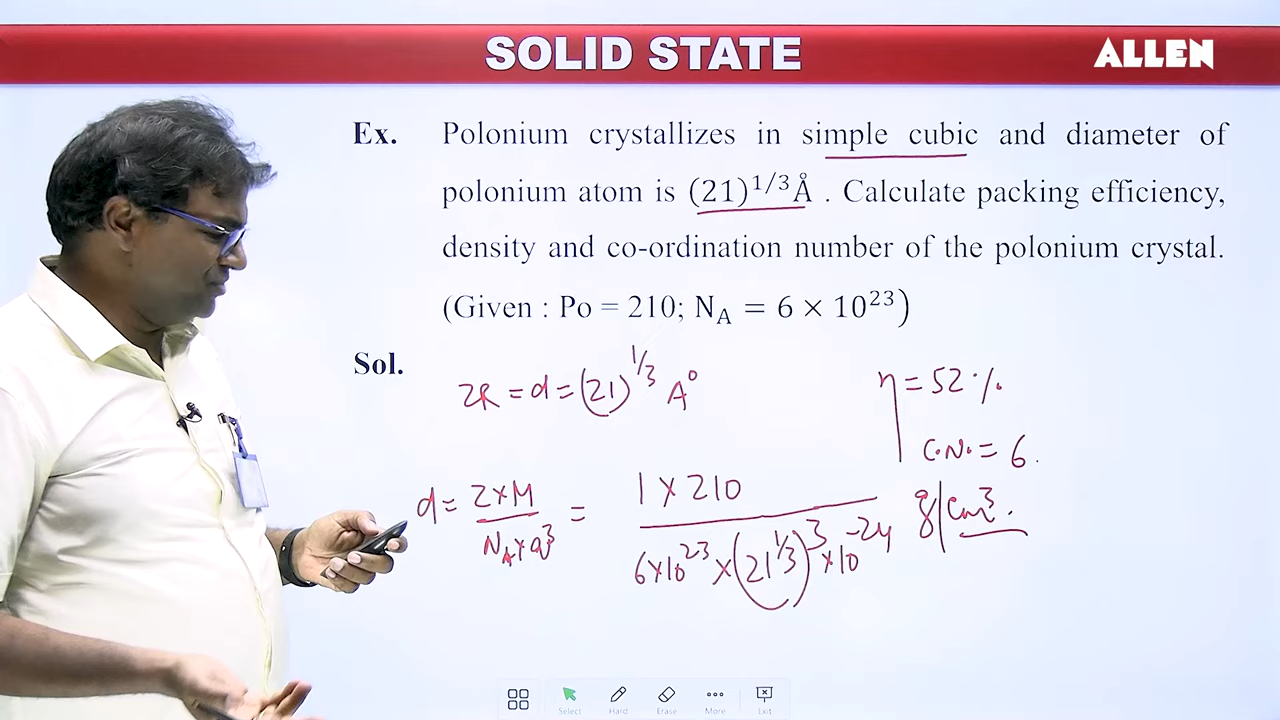 SOLID STATE
ALLEN
Ex. Polonium crystallizes in simple cubic and diameter of
polonium atom is (21)^{1/3}Å . Calculate packing efficiency,
density and co-ordination number of the polonium crystal.
(Given : Po = 210; N_A = 6 × 10^{23})
Sol.
2R = d = (21)^{1/3} A°
η = 52 %
C.N. = 6.
d = Z×M / N_A×a³ = 1 × 210 / 6×10^{23} × (21^{1/3})^3 ×10^{-24} g/cm³.
Select Hard Erase More Exit